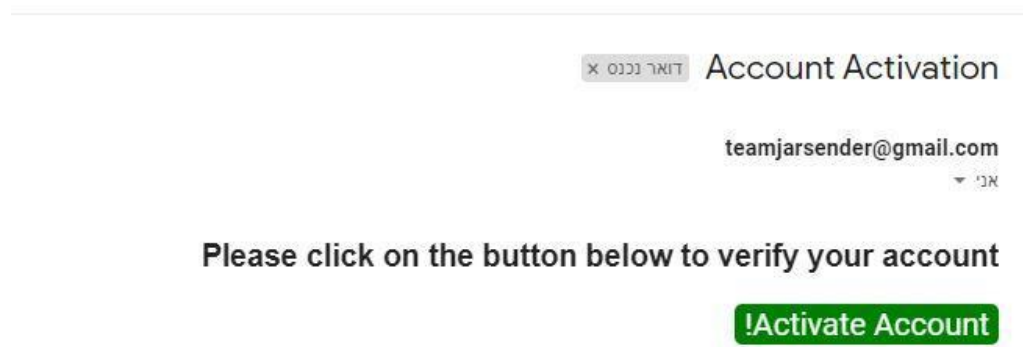 Account Activation דואר נכנס x
teamjarsender@gmail.com
אני
Please click on the button below to verify your account
!Activate Account